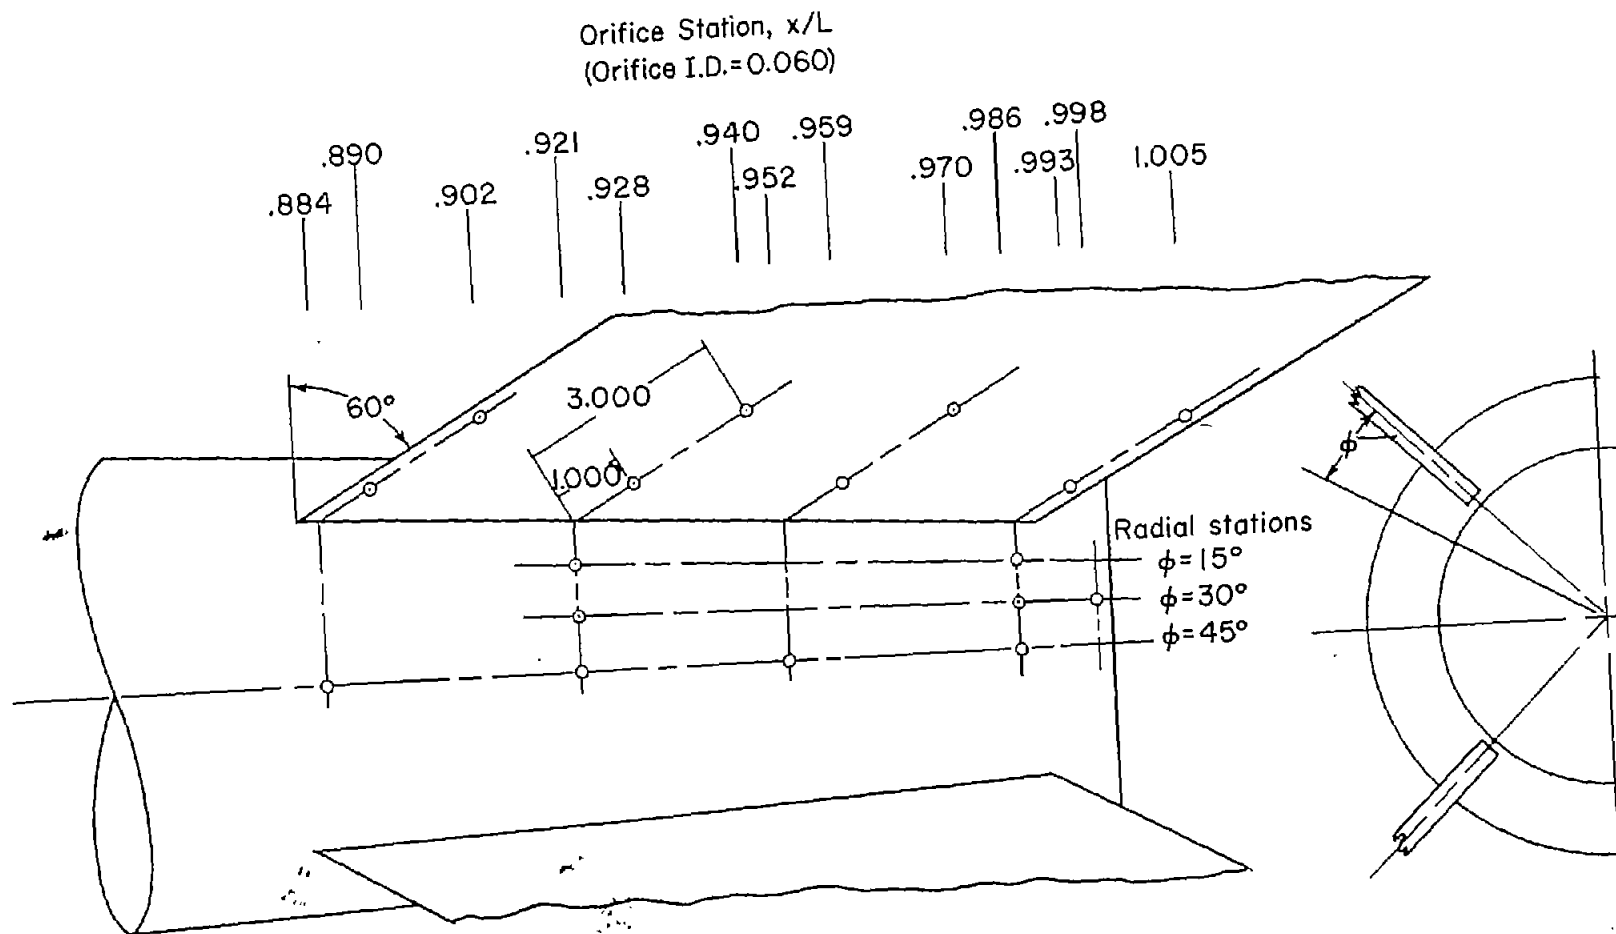 Orifice Station, x/L
(Orifice I.D.=0.060)
.884
.890
.902
.921
.928
.940
.952
.959
.970
.986
.993
.998
1.005
60°
3.000
1.000
Radial stations
ϕ=15°
ϕ=30°
ϕ=45°
ϕ